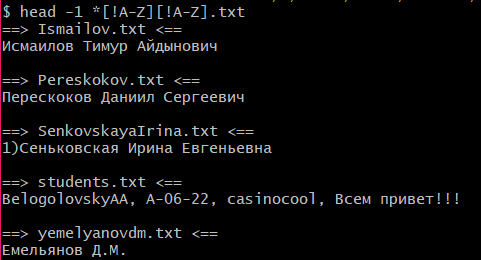 $ head -1 *[!A-Z][!A-Z].txt
==> Ismailov.txt <==
Исмаилов Тимур Айдынович
==> Pereskokov.txt <==
Перескоков Даниил Сергеевич
==> SenkovskayaIrina.txt <==
1)Сеньковская Ирина Евгеньевна
==> students.txt <==
BelogolovskyAA, A-06-22, casinocool, Всем привет!!!
==> yemelyanovdm.txt <==
Емельянов Д.М.